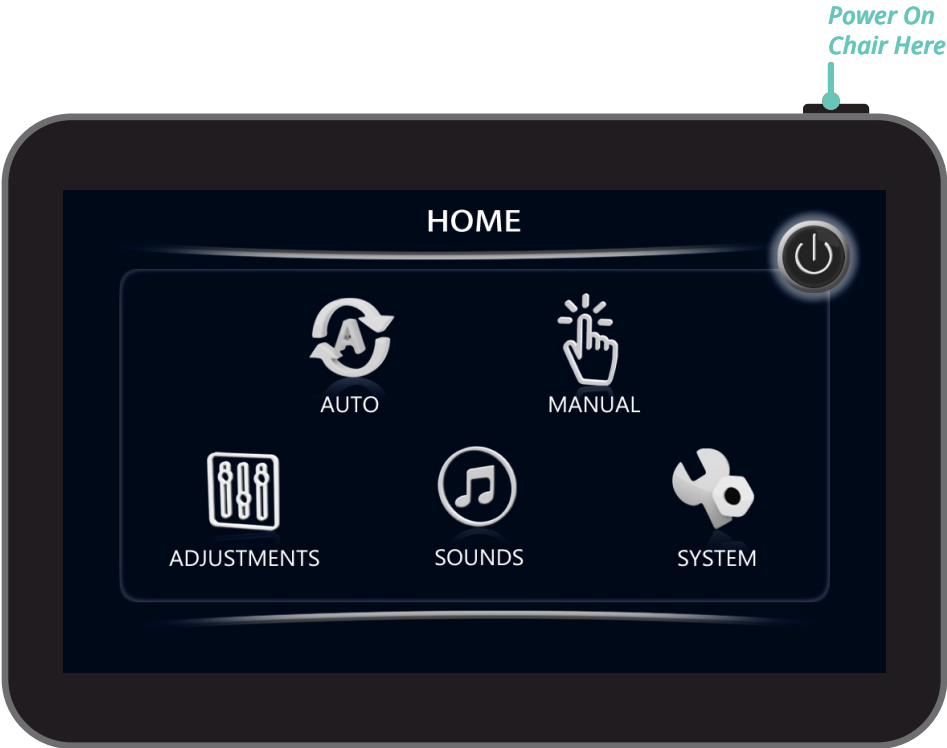 Power On
Chair Here
HOME
AUTO
MANUAL
ADJUSTMENTS
SOUNDS
SYSTEM